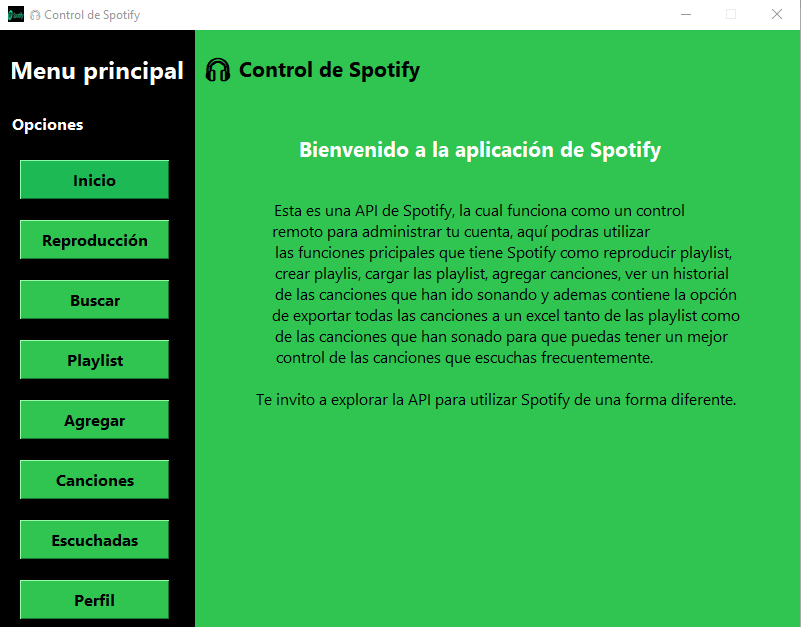 Control de Spotify
Menu principal
Opciones
Inicio
Reproducción
Buscar
Playlist
Agregar
Canciones
Escuchadas
Perfil
Control de Spotify
Bienvenido a la aplicación de Spotify
Esta es una API de Spotify, la cual funciona como un control
remoto para administrar tu cuenta, aquí podras utilizar
las funciones pricipales que tiene Spotify como reproducir playlist,
crear playlis, cargar las playlist, agregar canciones, ver un historial
de las canciones que han ido sonando y ademas contiene la opción
de exportar todas las canciones a un excel tanto de las playlist como
de las canciones que han sonado para que puedas tener un mejor
control de las canciones que escuchas frecuentemente.
Te invito a explorar la API para utilizar Spotify de una forma diferente.